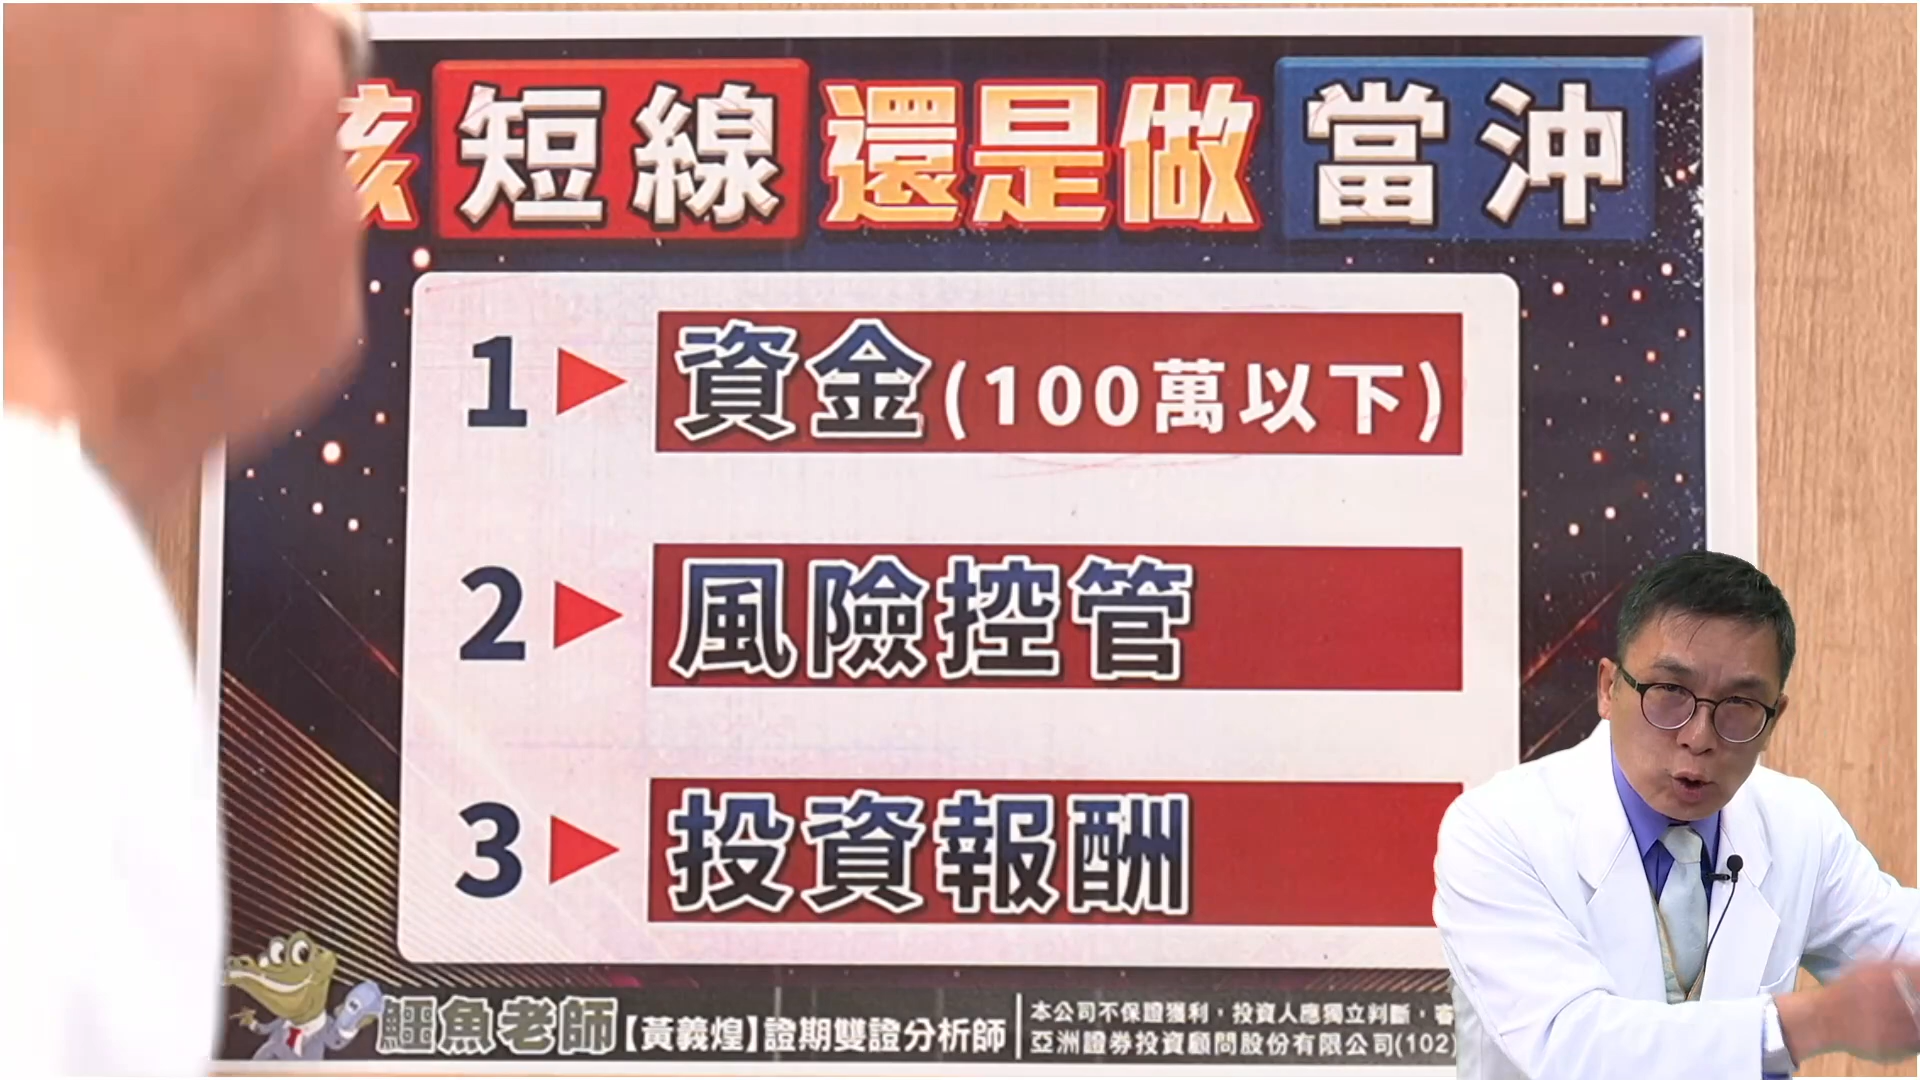 該短線還是做當沖
1 資金(100萬以下)
2 風險控管
3 投資報酬
鱷魚老師【黃義煌】證期雙證分析師
本公司不保證獲利,投資人應獨立判斷,審
亞洲證券投資顧問股份有限公司(102)